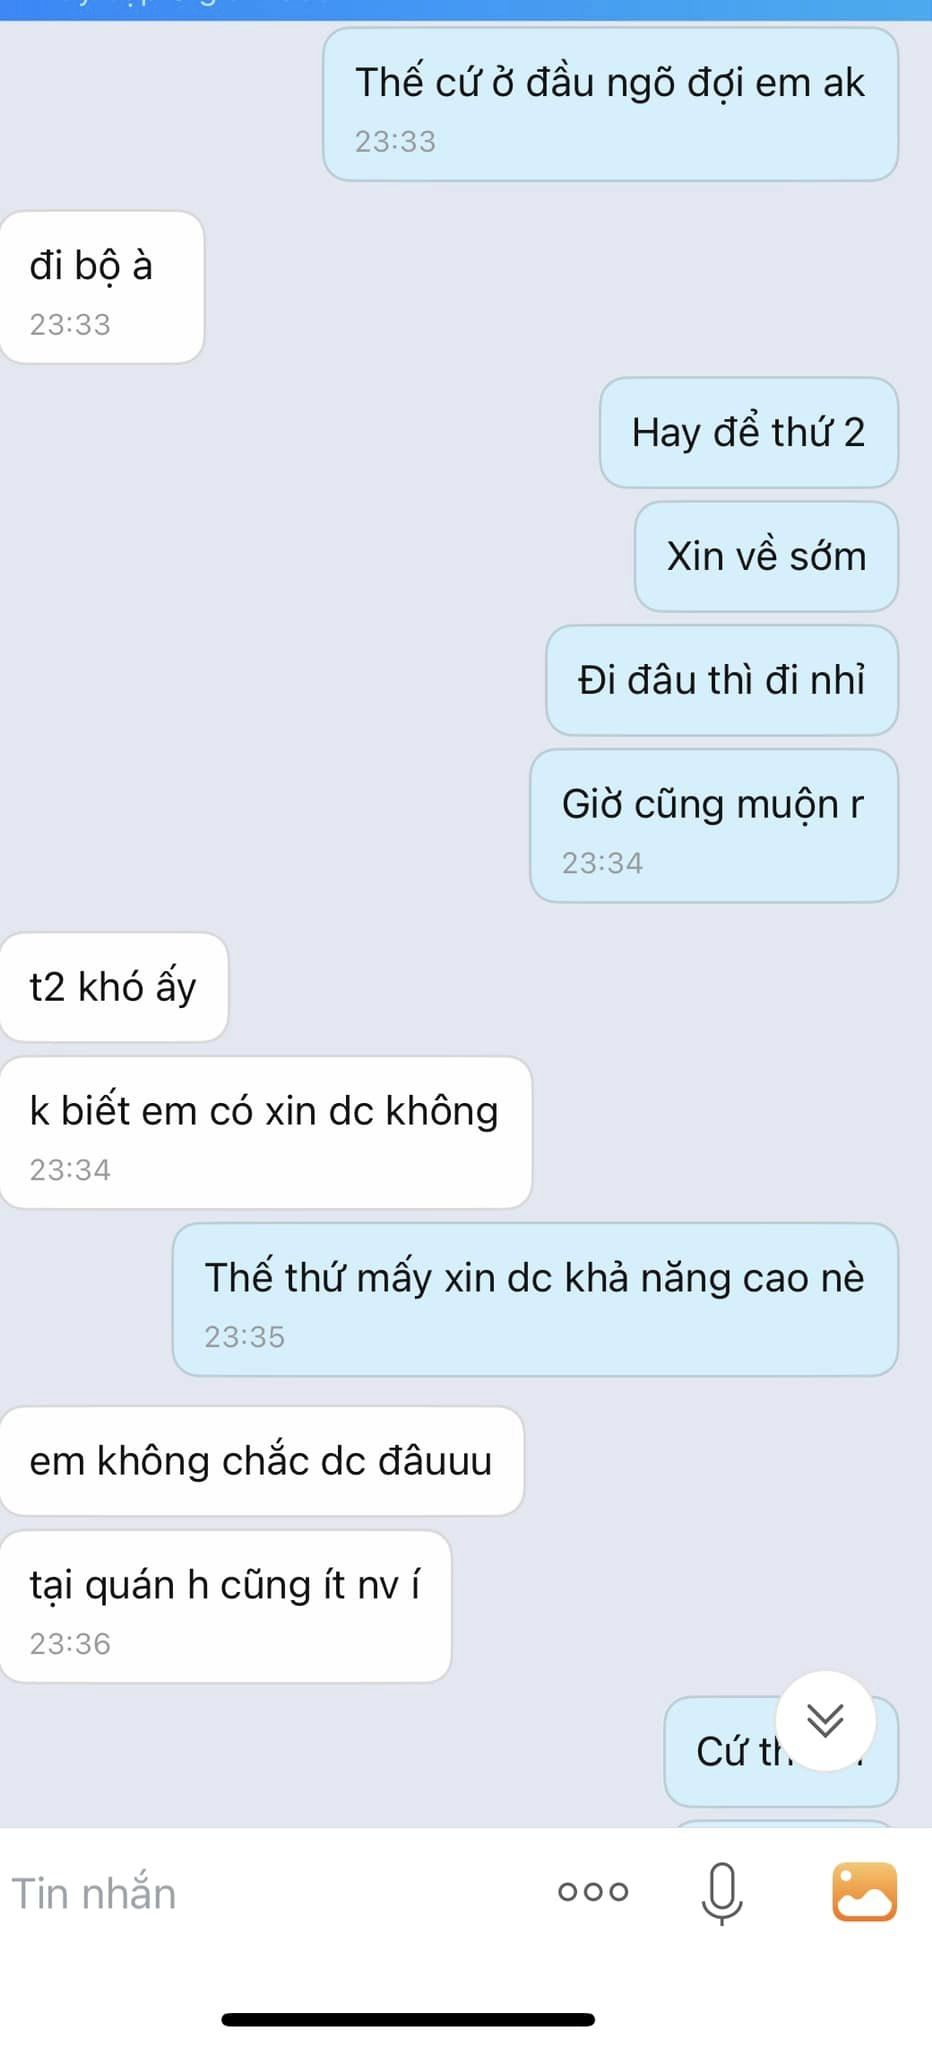 Thế cứ ở đầu ngõ đợi em ak
23:33
đi bộ à
23:33
Hay để thứ 2
Xin về sớm
Đi đâu thì đi nhỉ
Giờ cũng muộn r
23:34
t2 khó ấy
k biết em có xin dc không
23:34
Thế thứ mấy xin dc khả năng cao nè
23:35
em không chắc dc đâuuu
tại quán h cũng ít nv í
23:36
Cứ
Tin nhắn